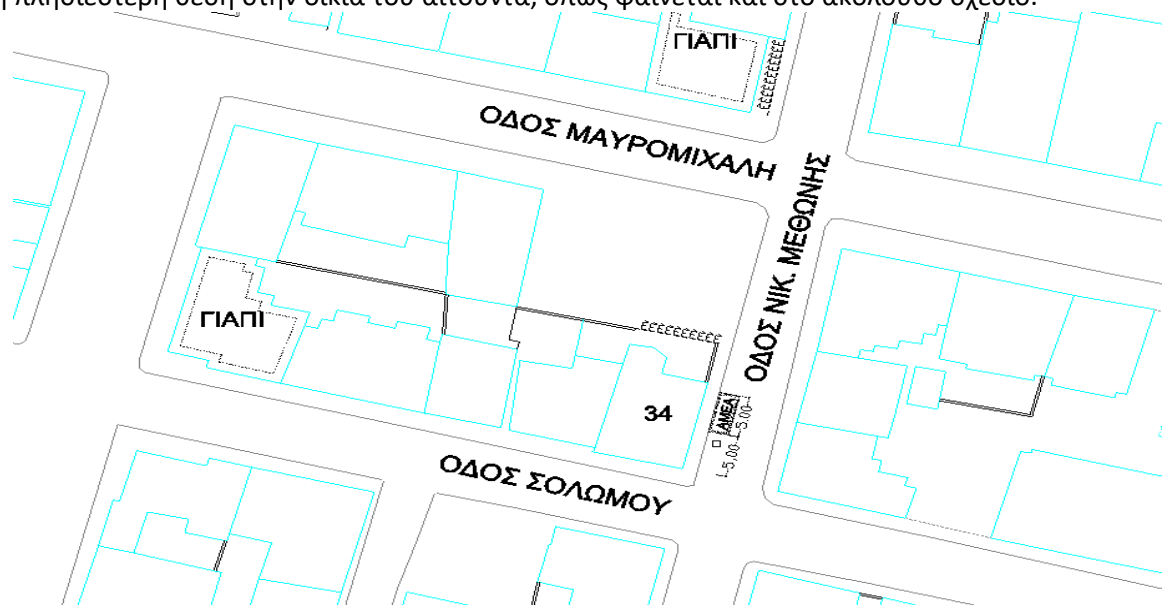 η πλησιέστερη θέση στην οικία του αιτούντα, όπως φαίνεται και στο ακόλουθο σχέδιο:
ΓΙΑΠΙ
ΟΔΟΣ ΜΑΥΡΟΜΙΧΑΛΗ
ΟΔΟΣ ΝΙΚ. ΜΕΘΩΝΗΣ
ΓΙΑΠΙ
34
ΑΜΕΑ
5,00
5,00
ΟΔΟΣ ΣΟΛΩΜΟΥ